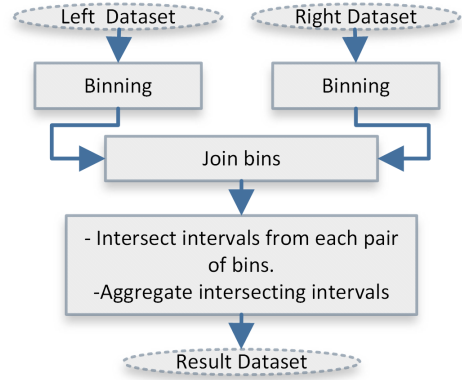 Left Dataset
Right Dataset
Binning
Binning
Join bins
- Intersect intervals from each pair
of bins.
-Aggregate intersecting intervals
Result Dataset